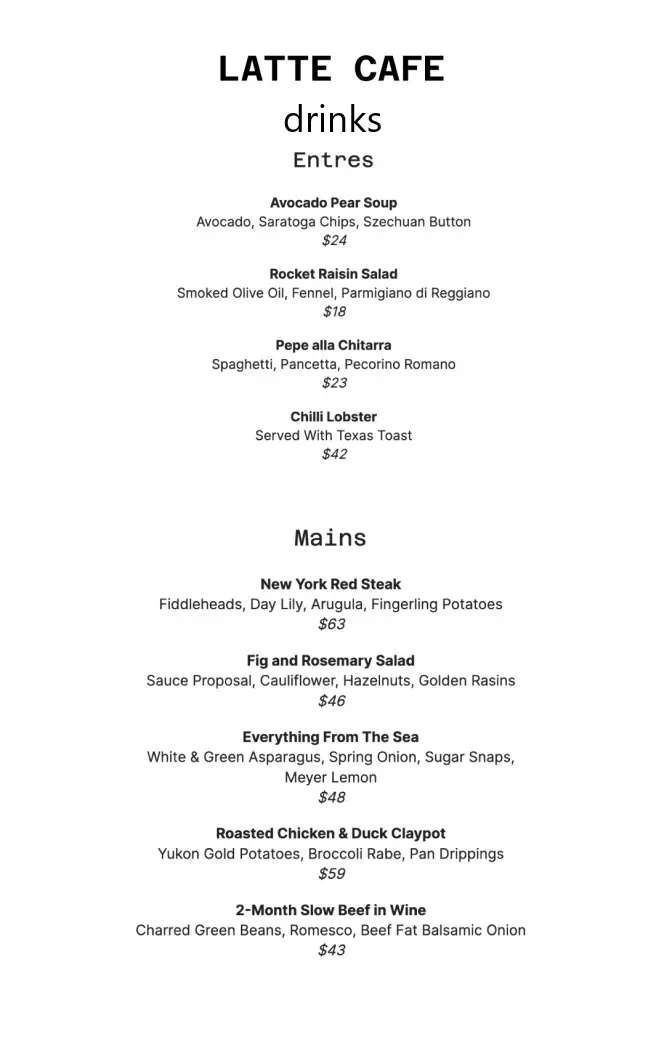 LATTE CAFE
drinks
Entres
Avocado Pear Soup
Avocado, Saratoga Chips, Szechuan Button
$24
Rocket Raisin Salad
Smoked Olive Oil, Fennel, Parmigiano di Reggiano
$18
Pepe alla Chitarra
Spaghetti, Pancetta, Pecorino Romano
$23
Chilli Lobster
Served With Texas Toast
$42
Mains
New York Red Steak
Fiddleheads, Day Lily, Arugula, Fingerling Potatoes
$63
Fig and Rosemary Salad
Sauce Proposal, Cauliflower, Hazelnuts, Golden Rasins
$46
Everything From The Sea
White & Green Asparagus, Spring Onion, Sugar Snaps,
Meyer Lemon
$48
Roasted Chicken & Duck Claypot
Yukon Gold Potatoes, Broccoli Rabe, Pan Drippings
$59
2-Month Slow Beef in Wine
Charred Green Beans, Romesco, Beef Fat Balsamic Onion
$43